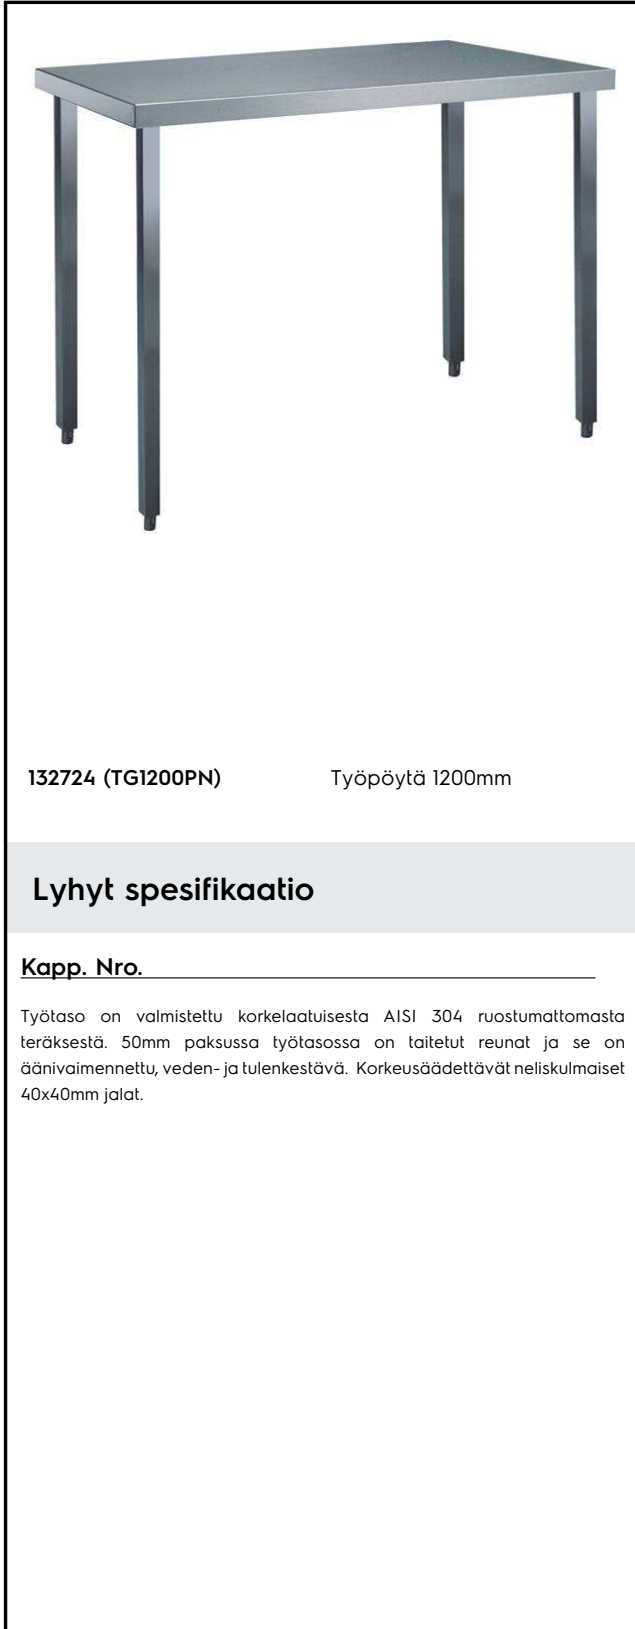 132724 (TG1200PN) Työpöytä 1200mm
Lyhyt spesifikaatio
Kapp. Nro.
Työtaso on valmistettu korkelaatuisesta AISI 304 ruostumattomasta
teräksestä. 50mm paksussa työtasossa on taitetut reunat ja se on
äänivaimennettu, veden- ja tulenkestävä. Korkeusäädettävät neliskulmaiset
40x40mm jalat.